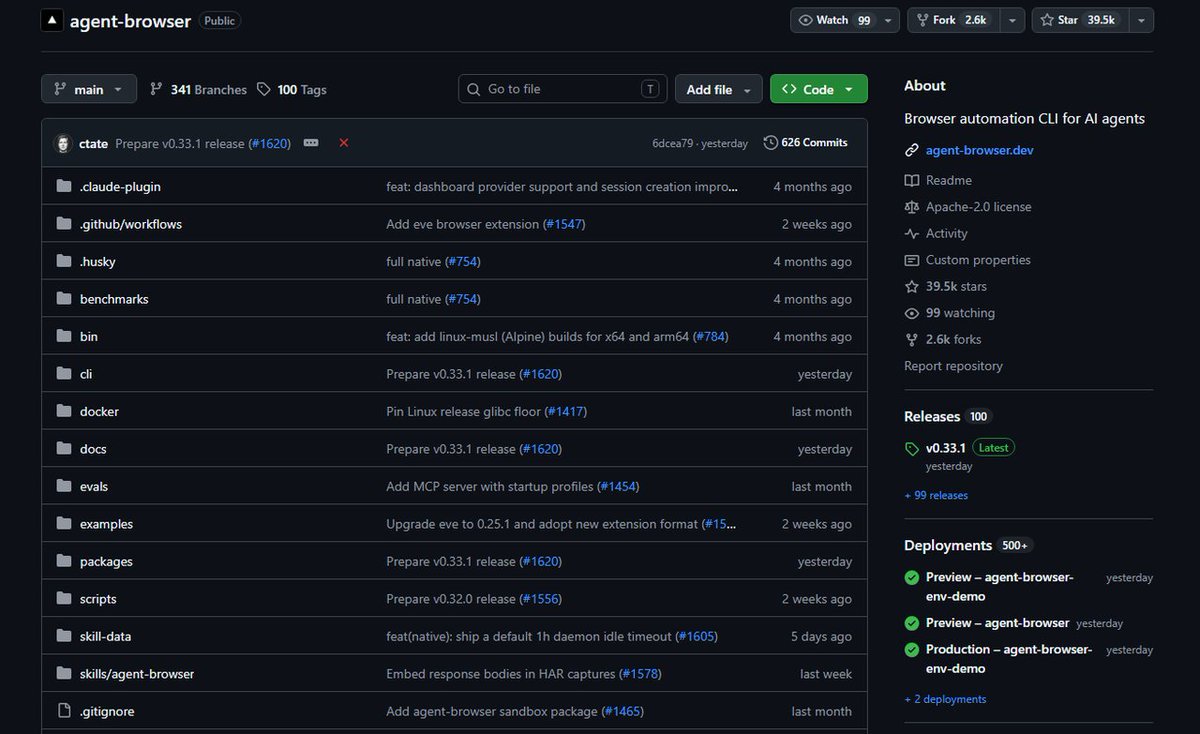 agent-browser Public Watch 99 Fork 2.6k Star 39.5k
main 341 Branches 100 Tags Go to file T Add file Code
ctate Prepare v0.33.1 release (#1620) 6dcea79 · yesterday 626 Commits
.claude-plugin feat: dashboard provider support and session creation impro... 4 months ago
.github/workflows Add eve browser extension (#1547) 2 weeks ago
.husky full native (#754) 4 months ago
benchmarks full native (#754) 4 months ago
bin feat: add linux-musl (Alpine) builds for x64 and arm64 (#784) 4 months ago
cli Prepare v0.33.1 release (#1620) yesterday
docker Pin Linux release glibc floor (#1417) last month
docs Prepare v0.33.1 release (#1620) yesterday
evals Add MCP server with startup profiles (#1454) last month
examples Upgrade eve to 0.25.1 and adopt new extension format (#15... 2 weeks ago
packages Prepare v0.33.1 release (#1620) yesterday
scripts Prepare v0.32.0 release (#1556) 2 weeks ago
skill-data feat(native): ship a default 1h daemon idle timeout (#1605) 5 days ago
skills/agent-browser Embed response bodies in HAR captures (#1578) last week
.gitignore Add agent-browser sandbox package (#1465) last month
About
Browser automation CLI for AI agents
agent-browser.dev
Readme
Apache-2.0 license
Activity
Custom properties
39.5k stars
99 watching
2.6k forks
Report repository
Releases 100
v0.33.1 Latest
yesterday
+ 99 releases
Deployments 500+
Preview – agent-browser- yesterday
env-demo
Preview – agent-browser yesterday
Production – agent-browser- yesterday
env-demo
+ 2 deployments